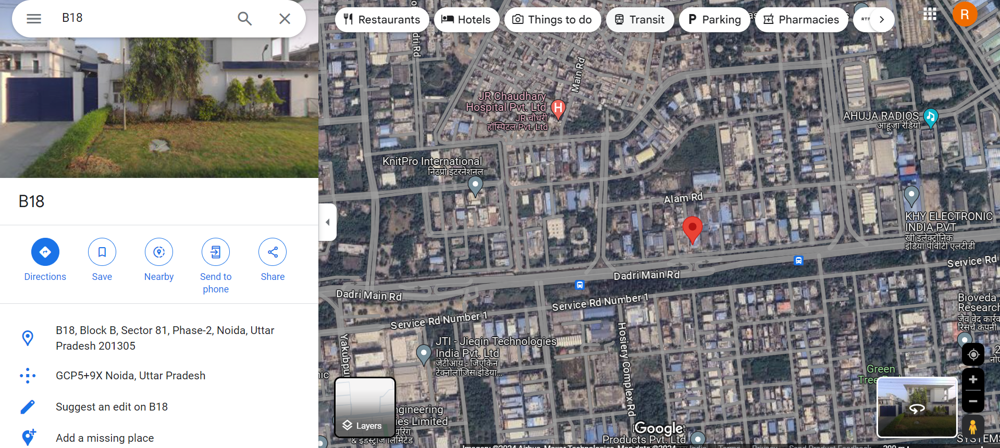 B18
Restaurants
Hotels
Things to do
Transit
Parking
Pharmacies
R
B18
Directions
Save
Nearby
Send to
phone
Share
B18, Block B, Sector 81, Phase-2, Noida, Uttar
Pradesh 201305
GCP5+9X Noida, Uttar Pradesh
Suggest an edit on B18
Add a missing place
Main Rd
JR Chaudhary
Hospital Pvt. Ltd
JR चौधरी
हॉस्पिटल Pvt. Ltd
H
AHUJA RADIOS
आहूजा रेडियो
KnitPro International
निटप्रो इंटरनेशनल
Alam Rd
KHY ELECTRONIC
INDIA PVT
खी इलेक्ट्रॉनिक
इंडिया पीवीटी एलटीडी
Service Rd
Dadri Main Rd
Dadri Main Rd
Service Rd Number 1
Service Rd Number 1
Bioveda
Research
जैव वेद
रिसर्च कंपनी
Yakubpur
Hosiery Complex Rd
JTI - Jieqin Technologies
India Pvt. Ltd
जेटीआय - जिएकिन
टेक्नोलॉजिस इंडिया...
Green
Layers
ngineering
ies Limited
& इंडस्ट्रीज लिमिटेड
Google
Products Pvt. Ltd
SYSTEMS
Imagery ©2024 Airbus, Maxar Technologies, Map data ©2024 India Terms Privacy Send Product Feedback 200 m